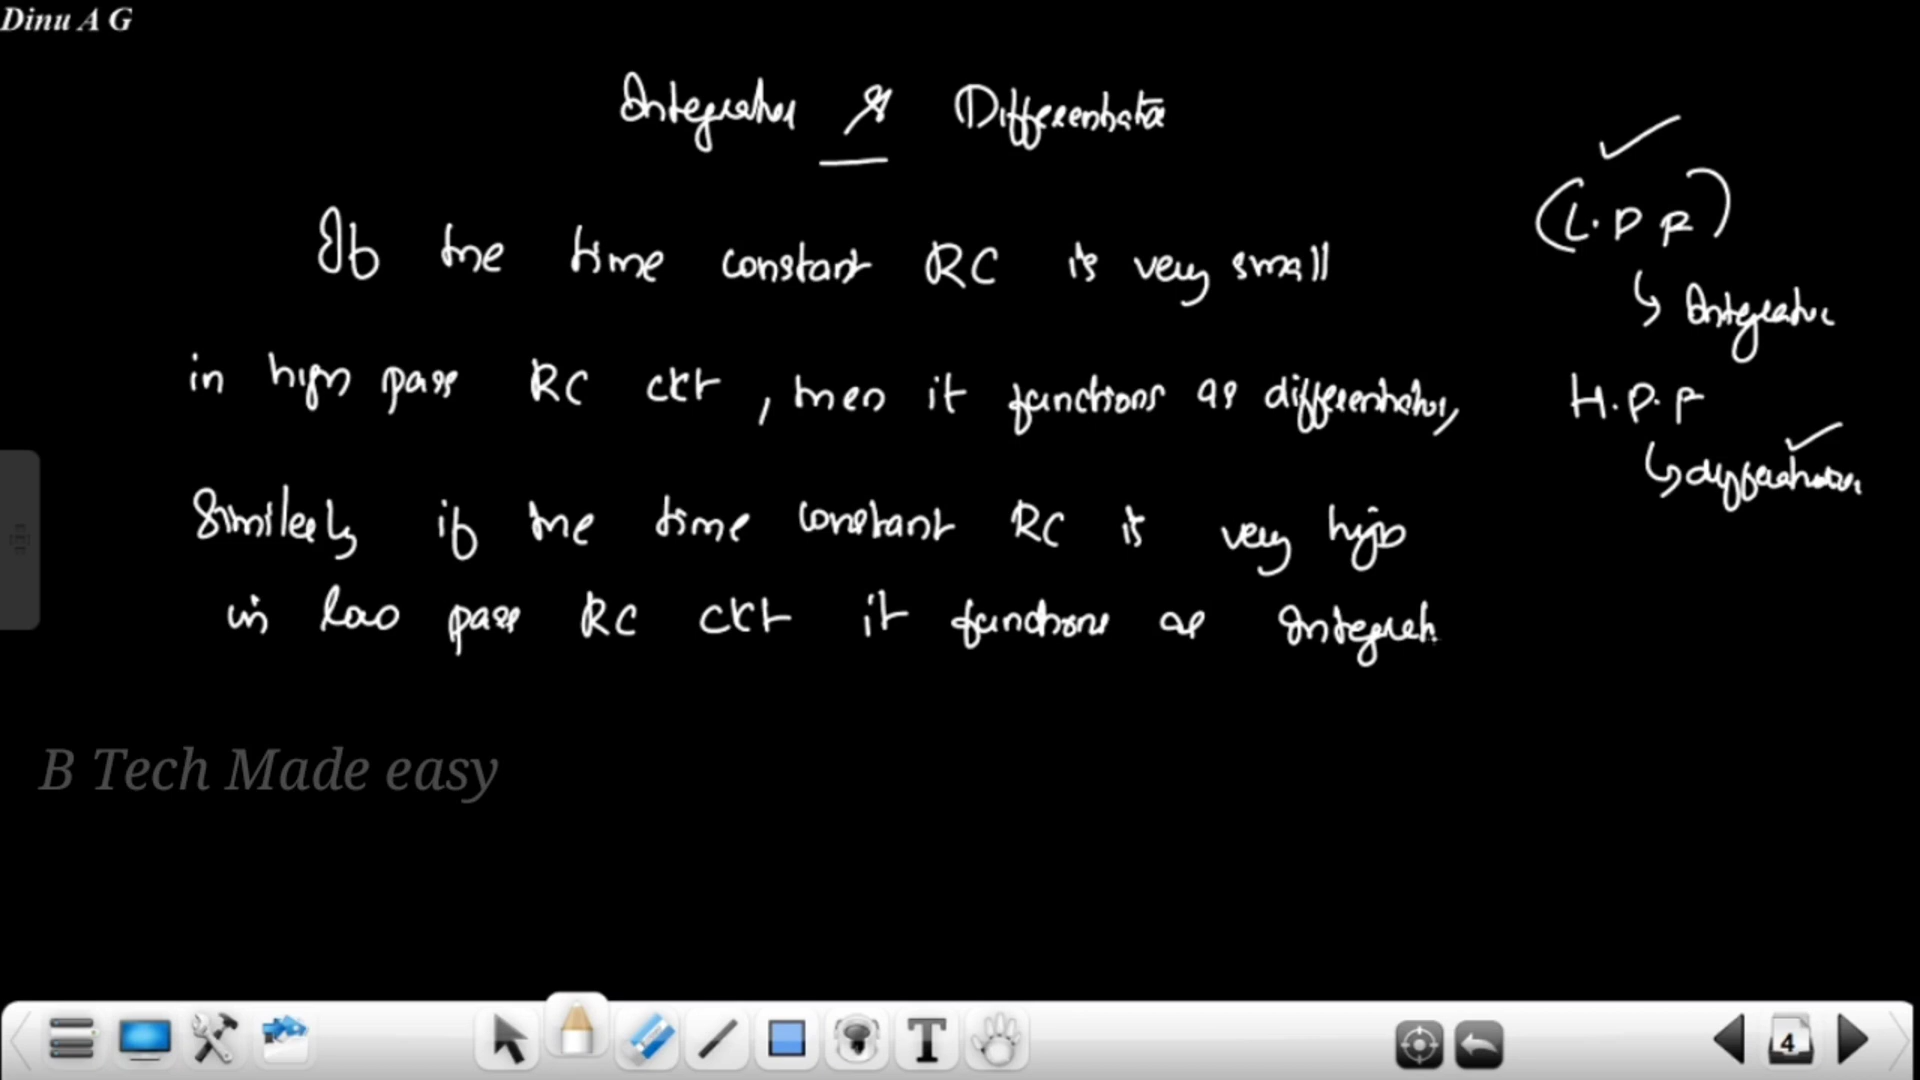 Dinu A G
Integrator & Differentiator
If the time constant RC is very small
in high pass RC ckt, then it functions as differentiator,
Similarly if the time constant RC is very high
in low pass RC ckt it functions as Integrat
(L.P.F)
↳ Integrator
H.P.F
↳ differentiator
B Tech Made easy
4